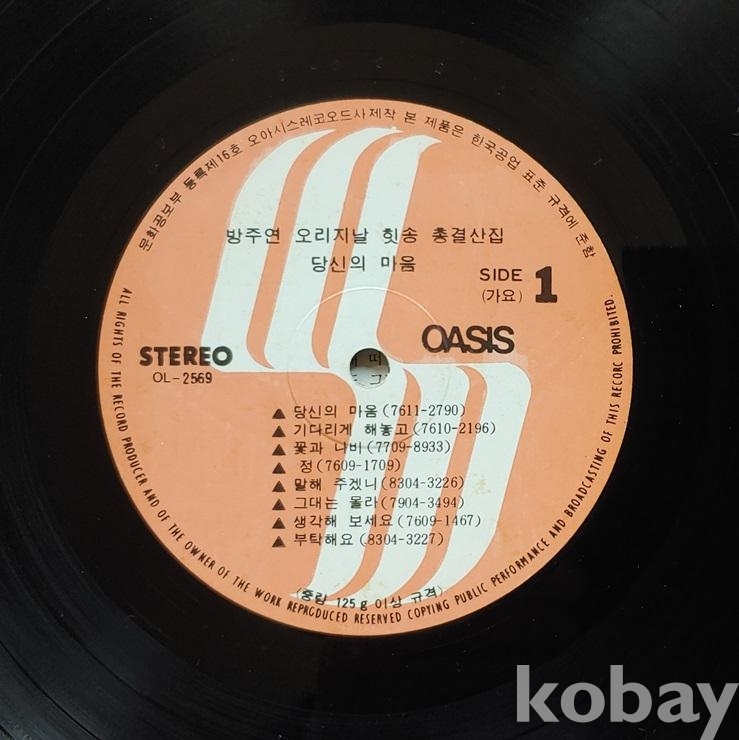 문화공보부 등록제16호 오아시스레코오드사제작 본 제품은 한국공업 표준 규격에 준함
방주연 오리지날 힛송 총결산집
당신의 마음
SIDE 1
(가요)
OASIS
STEREO
OL-2569
▲ 당신의 마음(7611-2790)
▲ 기다리게 해놓고(7610-2196)
▲ 꽃과 나비(7709-8933)
▲ 정(7609-1709)
▲ 말해 주겠니(8304-3226)
▲ 그대는 몰라(7904-3494)
▲ 생각해 보세요(7609-1467)
▲ 부탁해요(8304-3227)
(중량 125g 이상 규격)
ALL RIGHTS OF THE RECORD PRODUCER AND OF THE OWNER OF THE WORK REPRODUCED RESERVED COPYING PUBLIC PERFORMANCE AND BROADCASTING OF THIS RECORC PROHIBITED.
kobay